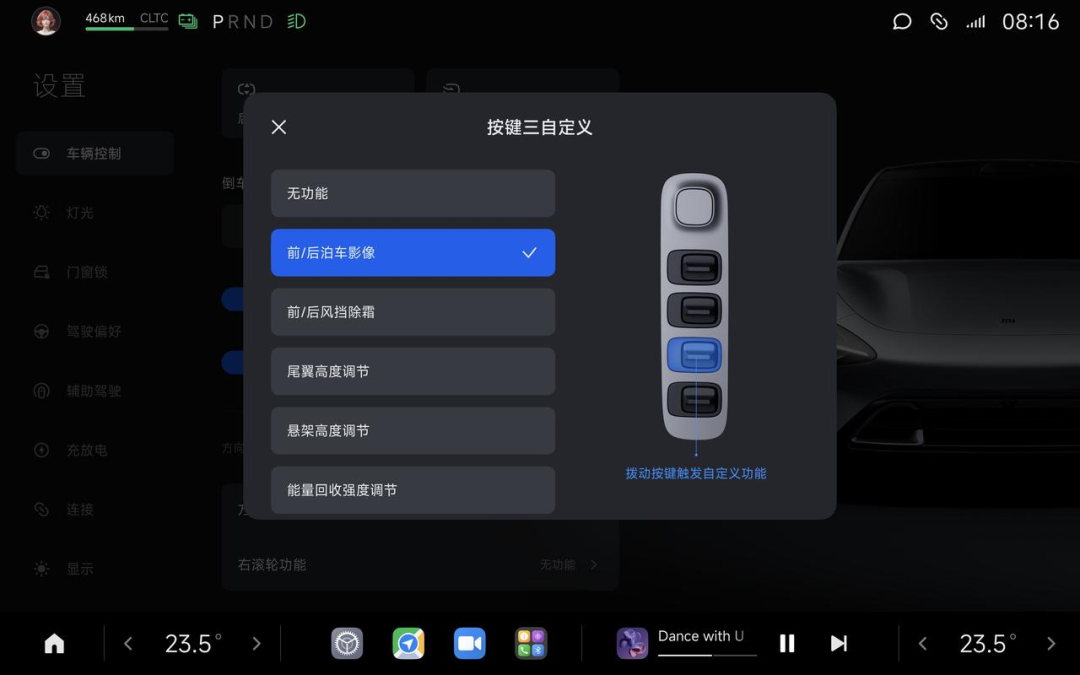 468km CLTC PRND 08:16
设置
车辆控制
灯光
门窗锁
驾驶偏好
辅助驾驶
充放电
连接
显示
倒车
方向
右滚轮功能 无功能
按键三自定义
无功能
前/后泊车影像
前/后风挡除霜
尾翼高度调节
悬架高度调节
能量回收强度调节
拨动按键触发自定义功能
23.5°
Dance with U
23.5°